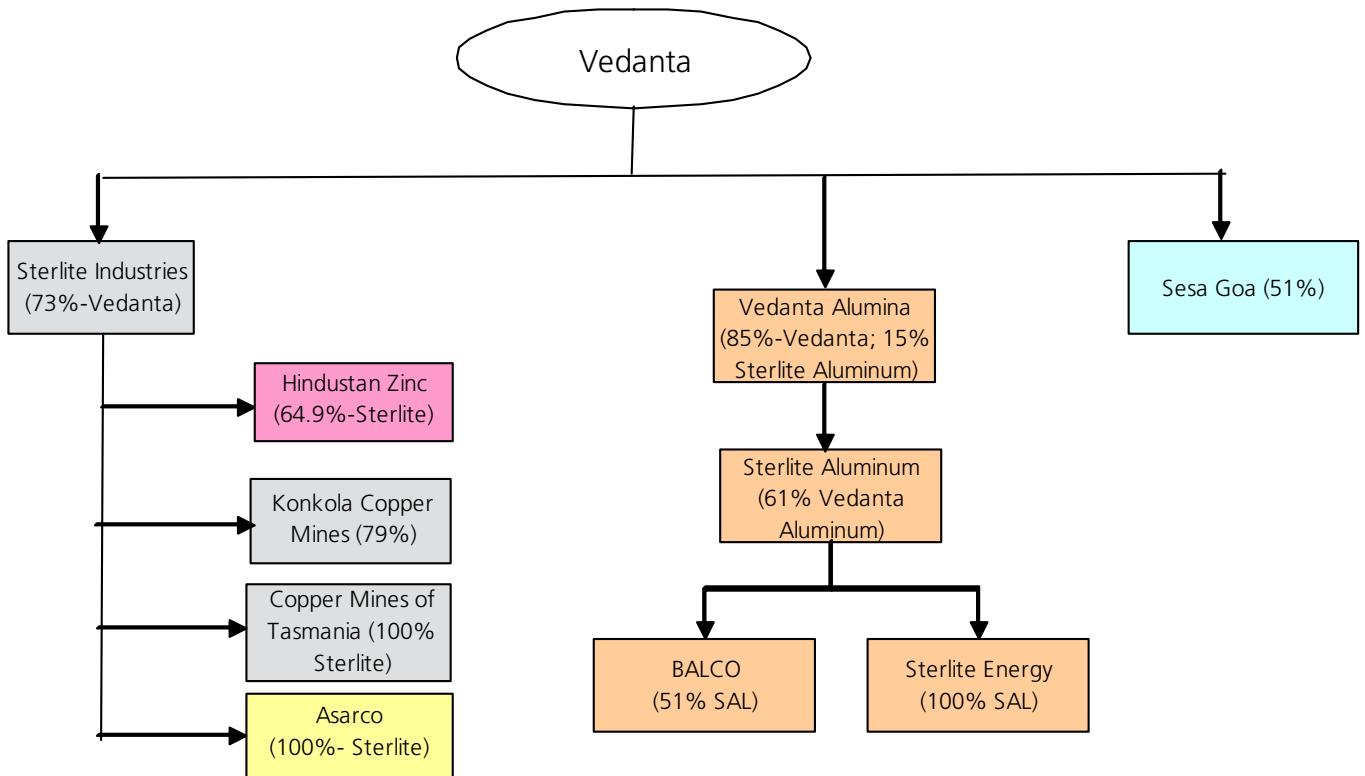 Vedanta
Sterlite Industries
(73%-Vedanta)
Hindustan Zinc
(64.9%-Sterlite)
Konkola Copper
Mines (79%)
Copper Mines of
Tasmania (100%
Sterlite)
Asarco
(100%- Sterlite)
Vedanta Alumina
(85%-Vedanta; 15%
Sterlite Aluminum)
Sterlite Aluminum
(61% Vedanta
Aluminum)
BALCO
(51% SAL)
Sterlite Energy
(100% SAL)
Sesa Goa (51%)